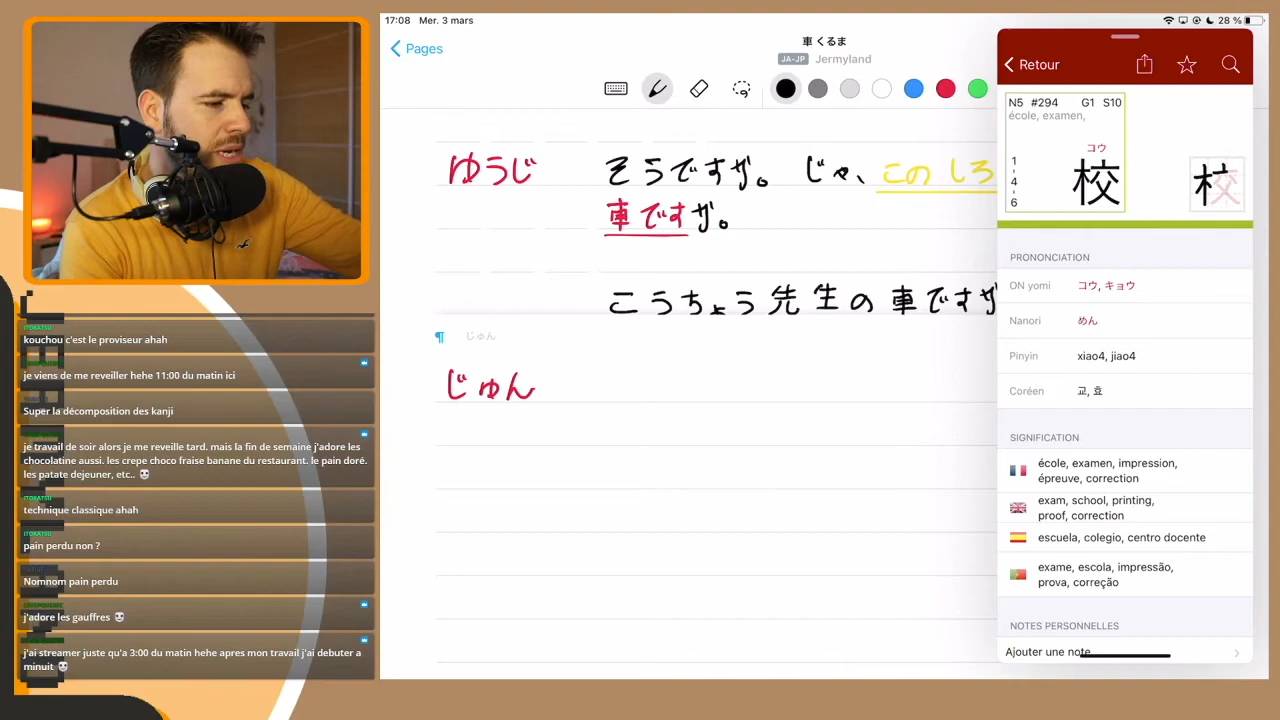 17:08 Mer. 3 mars
28 %
Pages
車 くるま
JA-JP Jermyland
ゆうじ
そうですか。 じゃ、このしろ
車ですか。
こうちょう先生の車ですか
じゅん
じゅん
Retour
N5 #294 G1 S10
école, examen,
コウ
1-4-6
校
校
PRONONCIATION
ON yomi コウ, キョウ
Nanori めん
Pinyin xiao4, jiao4
Coréen 교, 효
SIGNIFICATION
école, examen, impression,
épreuve, correction
exam, school, printing,
proof, correction
escuela, colegio, centro docente
exame, escola, impressão,
prova, correção
NOTES PERSONNELLES
Ajouter une note
ITOKATSU
kouchou c'est le proviseur ahah
je viens de me reveiller hehe 11:00 du matin ici
Super la décomposition des kanji
je travail de soir alors je me reveille tard. mais la fin de semaine j'adore les
chocolatine aussi. les crepe choco fraise banane du restaurant. le pain doré.
les patate dejeuner, etc..
ITOKATSU
technique classique ahah
ITOKATSU
pain perdu non ?
Nomnom pain perdu
j'adore les gauffres
j'ai streamer juste qu'a 3:00 du matin hehe apres mon travail j'ai debuter a
minuit